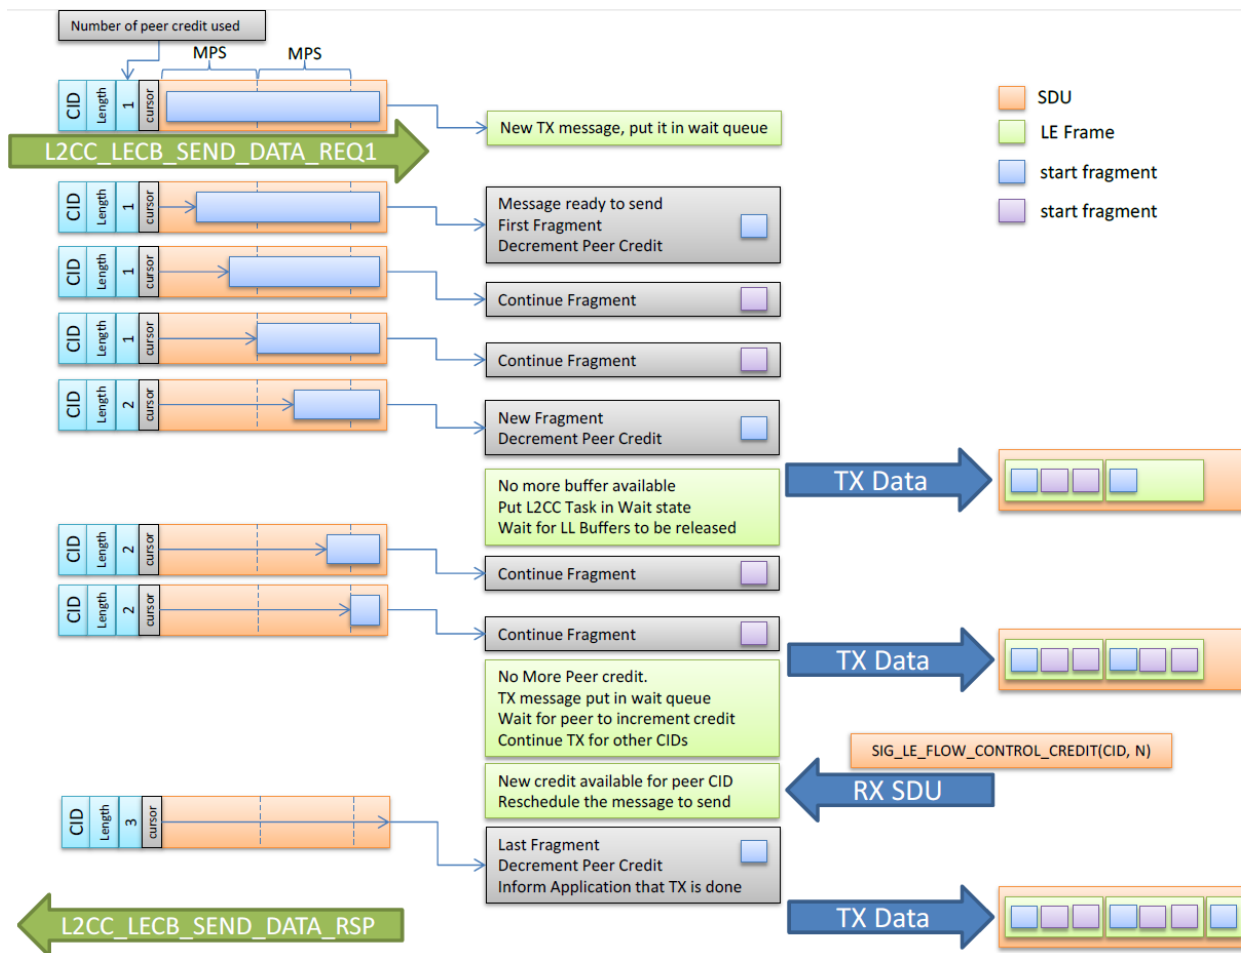 Number of peer credit used
MPS
MPS
CID
Length
1
cursor
New TX message, put it in wait queue
L2CC_LECB_SEND_DATA_REQ1
SDU
LE Frame
start fragment
start fragment
CID
Length
1
cursor
Message ready to send
First Fragment
Decrement Peer Credit
CID
Length
1
cursor
Continue Fragment
CID
Length
1
cursor
Continue Fragment
CID
Length
2
cursor
New Fragment
Decrement Peer Credit
TX Data
No more buffer available
Put L2CC Task in Wait state
Wait for LL Buffers to be released
CID
Length
2
cursor
Continue Fragment
CID
Length
2
cursor
Continue Fragment
TX Data
No More Peer credit.
TX message put in wait queue
Wait for peer to increment credit
Continue TX for other CIDs
SIG_LE_FLOW_CONTROL_CREDIT(CID, N)
New credit available for peer CID
Reschedule the message to send
RX SDU
CID
Length
3
cursor
Last Fragment
Decrement Peer Credit
Inform Application that TX is done
L2CC_LECB_SEND_DATA_RSP
TX Data